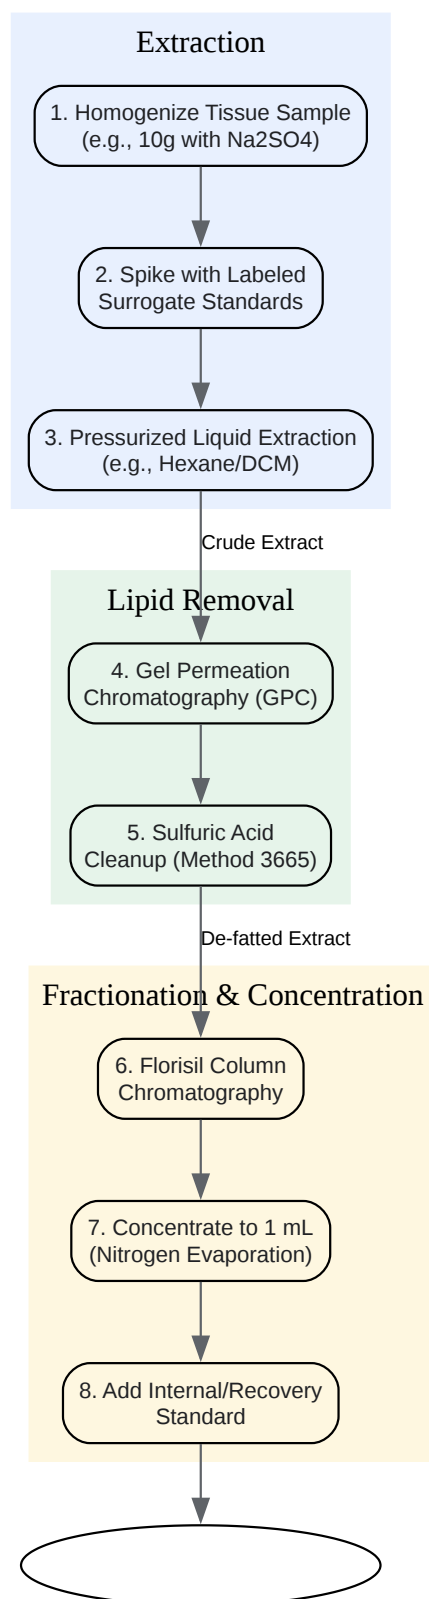 Extraction
1. Homogenize Tissue Sample
(e.g., 10g with Na2SO4)
2. Spike with Labeled
Surrogate Standards
3. Pressurized Liquid Extraction
(e.g., Hexane/DCM)
Crude Extract
Lipid Removal
4. Gel Permeation
Chromatography (GPC)
5. Sulfuric Acid
Cleanup (Method 3665)
De-fatted Extract
Fractionation & Concentration
6. Florisil Column
Chromatography
7. Concentrate to 1 mL
(Nitrogen Evaporation)
8. Add Internal/Recovery
Standard